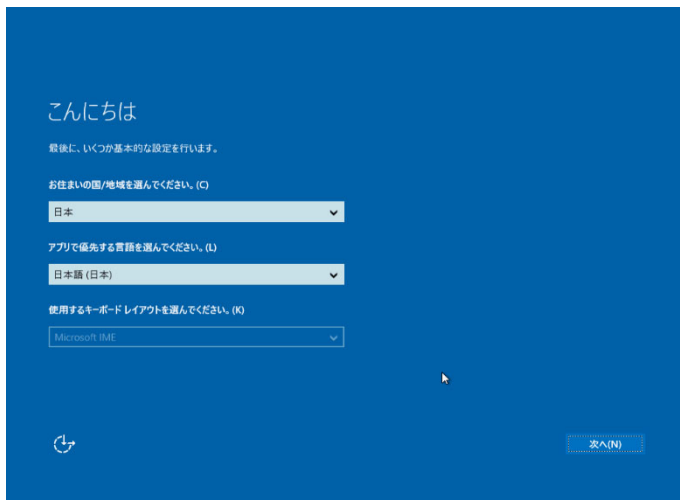 こんにちは
最後に、いくつか基本的な設定を行います。
お住まいの国/地域を選んでください。(C)
日本
アプリで優先する言語を選んでください。(L)
日本語 (日本)
使用するキーボード レイアウトを選んでください。(K)
Microsoft IME
次へ(N)